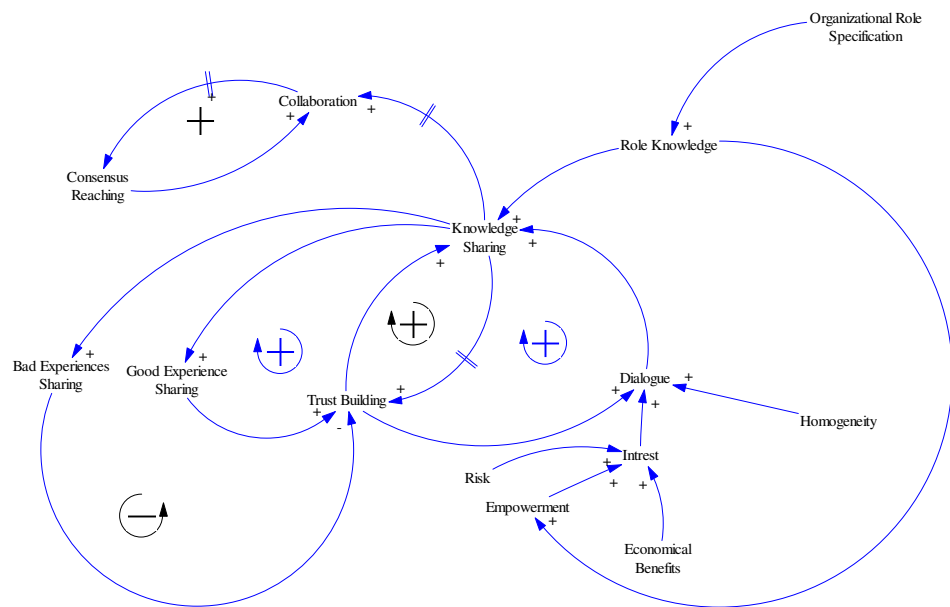 Organizational Role
Specification
+
Collaboration
+
+
+
+
+
Role Knowledge
Consensus
Reaching
+
Knowledge
Sharing
+
+
+
+
+
+
+
Bad Experiences
Sharing
+
Good Experience
Sharing
Trust Building
+
+
-
Dialogue
+
+
+
Homogeneity
Intrest
+
+
+
Risk
Empowerment
+
Economical
Benefits
−